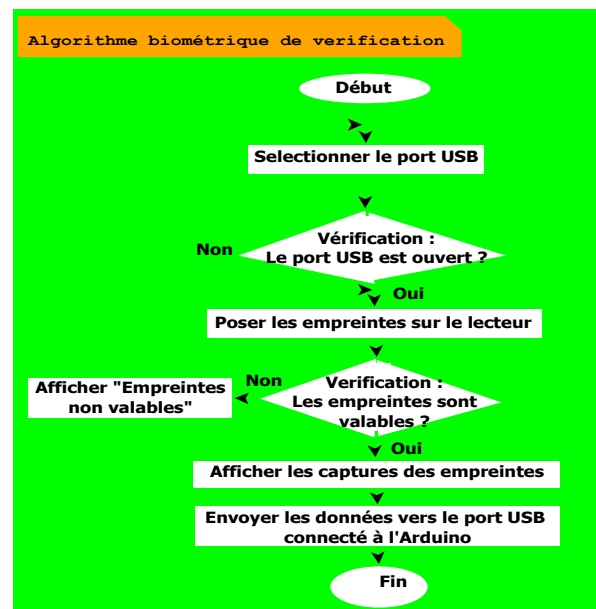 Algorithme biométrique de verification
Début
Selectionner le port USB
Vérification :
Le port USB est ouvert ?
Non
Oui
Poser les empreintes sur le lecteur
Verification :
Les empreintes sont
valables ?
Non
Afficher "Empreintes
non valables"
Oui
Afficher les captures des empreintes
Envoyer les données vers le port USB
connecté à l'Arduino
Fin